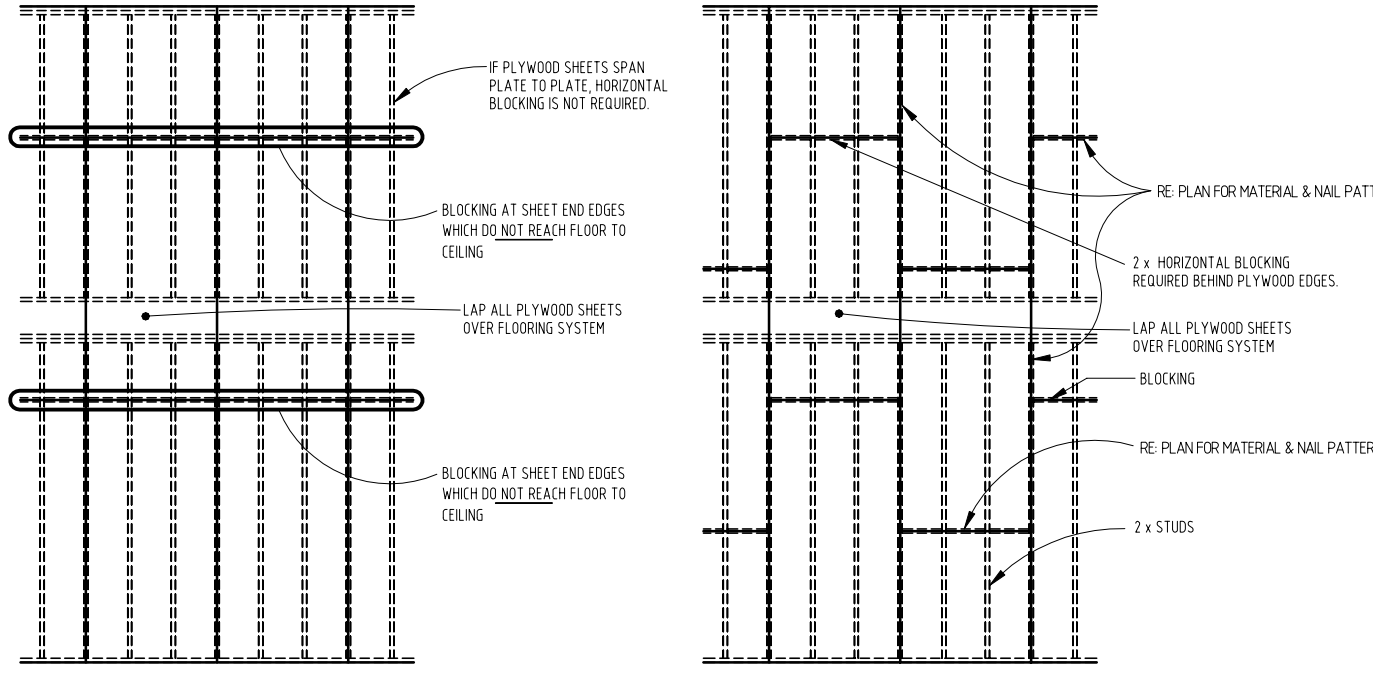 IF PLYWOOD SHEETS SPAN
PLATE TO PLATE, HORIZONTAL
BLOCKING IS NOT REQUIRED.
BLOCKING AT SHEET END EDGES
WHICH DO NOT REACH FLOOR TO
CEILING
LAP ALL PLYWOOD SHEETS
OVER FLOORING SYSTEM
BLOCKING AT SHEET END EDGES
WHICH DO NOT REACH FLOOR TO
CEILING
RE: PLAN FOR MATERIAL & NAIL PATT
2 x HORIZONTAL BLOCKING
REQUIRED BEHIND PLYWOOD EDGES.
LAP ALL PLYWOOD SHEETS
OVER FLOORING SYSTEM
BLOCKING
RE: PLAN FOR MATERIAL & NAIL PATTER
2 x STUDS